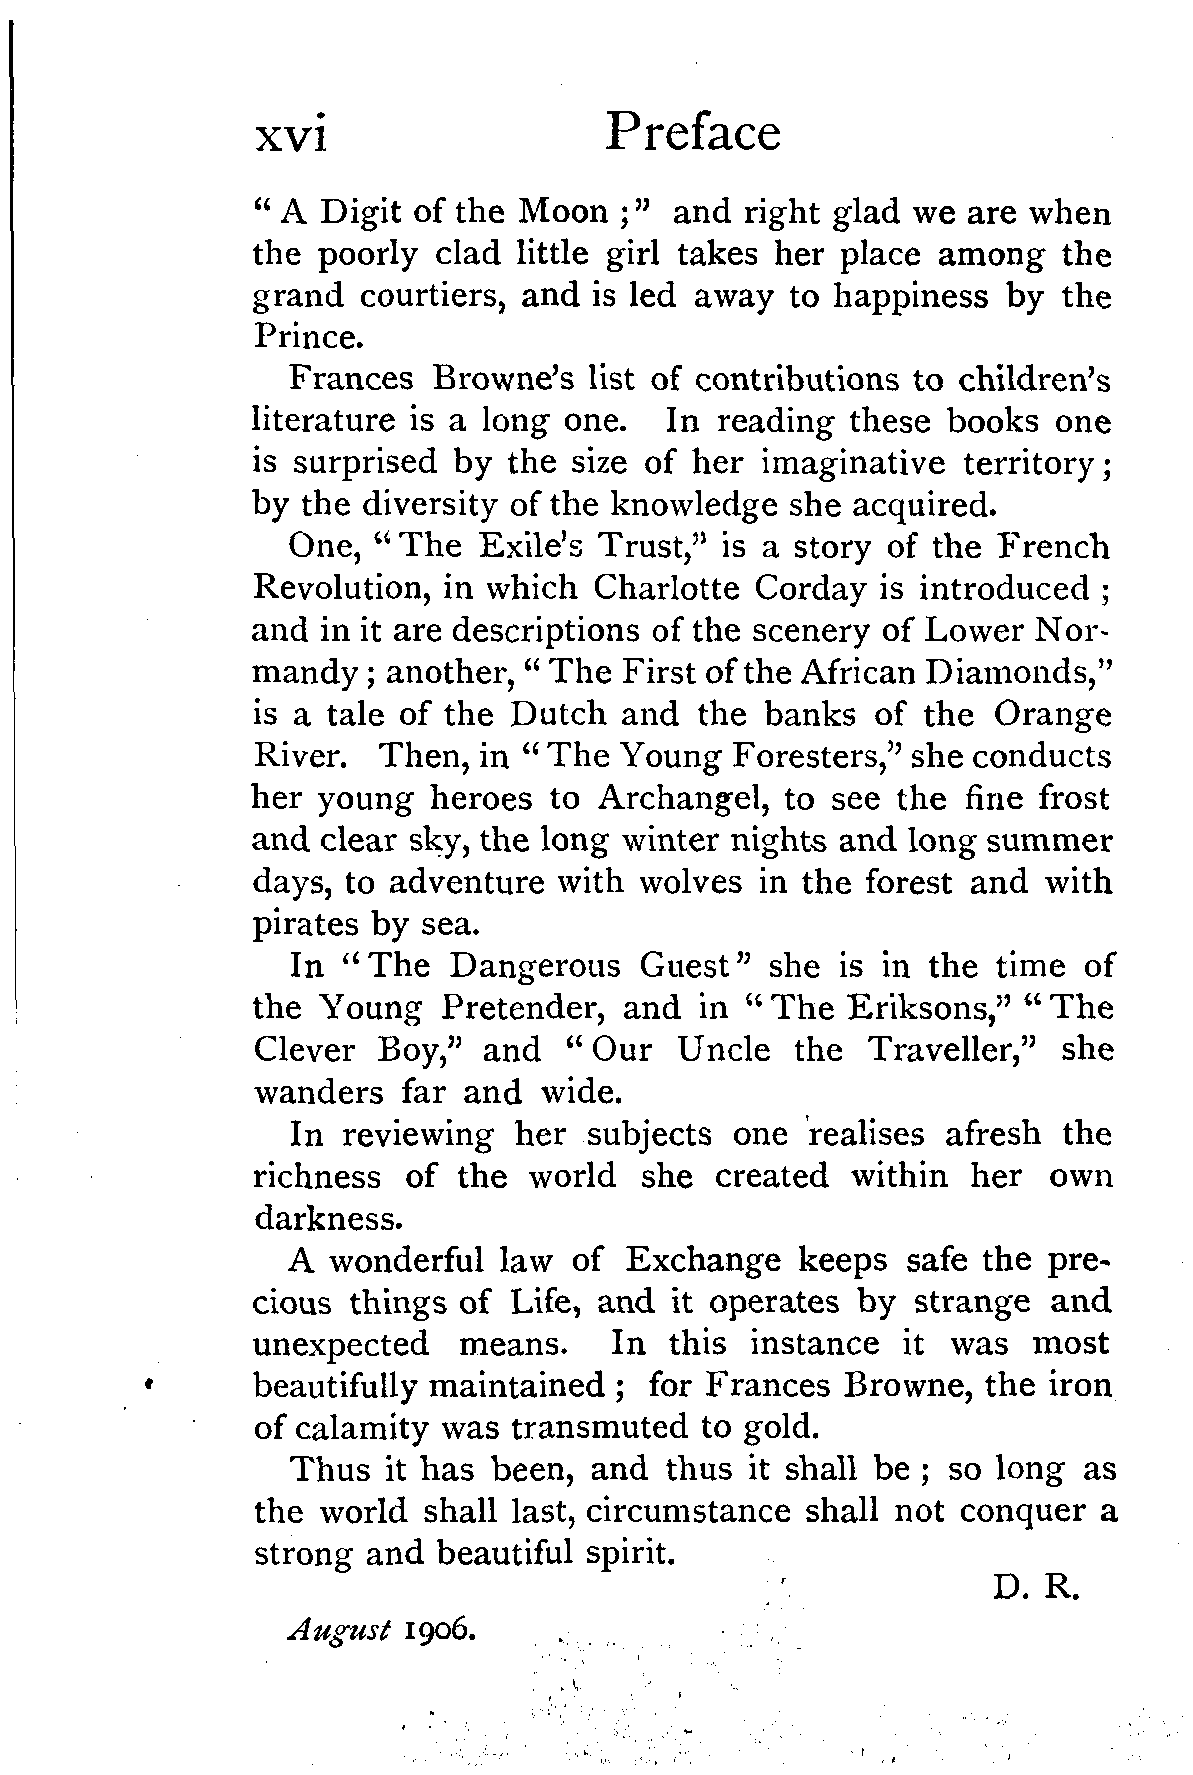 xvi Preface
“ A Digit of the Moon ;” and right glad we are when
the poorly clad little girl takes her place among the
grand courtiers, and is led away to happiness by the
Prince.
Frances Browne’s list of contributions to children’s
literature is a long one. In reading these books one
is surprised by the size of her imaginative territory ;
by the diversity of the knowledge she acquired.
One, “ The Exile’s Trust,” is a story of the French
Revolution, in which Charlotte Corday is introduced ;
and in it are descriptions of the scenery of Lower Nor-
mandy ; another, “ The First of the African Diamonds,”
is a tale of the Dutch and the banks of the Orange
River. Then, in “ The Young Foresters,” she conducts
her young heroes to Archangel, to see the fine frost
and clear sky, the long winter nights and long summer
days, to adventure with wolves in the forest and with
pirates by sea.
In “ The Dangerous Guest ” she is in the time of
the Young Pretender, and in “ The Eriksons,” “ The
Clever Boy,” and “ Our Uncle the Traveller,” she
wanders far and wide.
In reviewing her subjects one realises afresh the
richness of the world she created within her own
darkness.
A wonderful law of Exchange keeps safe the pre-
cious things of Life, and it operates by strange and
unexpected means. In this instance it was most
beautifully maintained ; for Frances Browne, the iron
of calamity was transmuted to gold.
Thus it has been, and thus it shall be ; so long as
the world shall last, circumstance shall not conquer a
strong and beautiful spirit.
D. R.
August 1906.